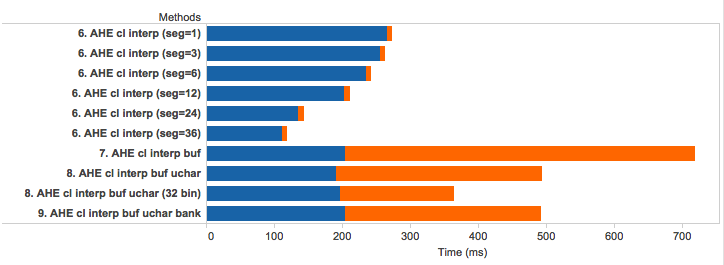 Methods
6. AHE cl interp (seg=1)
6. AHE cl interp (seg=3)
6. AHE cl interp (seg=6)
6. AHE cl interp (seg=12)
6. AHE cl interp (seg=24)
6. AHE cl interp (seg=36)
7. AHE cl interp buf
8. AHE cl interp buf uchar
8. AHE cl interp buf uchar (32 bin)
9. AHE cl interp buf uchar bank
0 100 200 300 400 500 600 700
Time (ms)